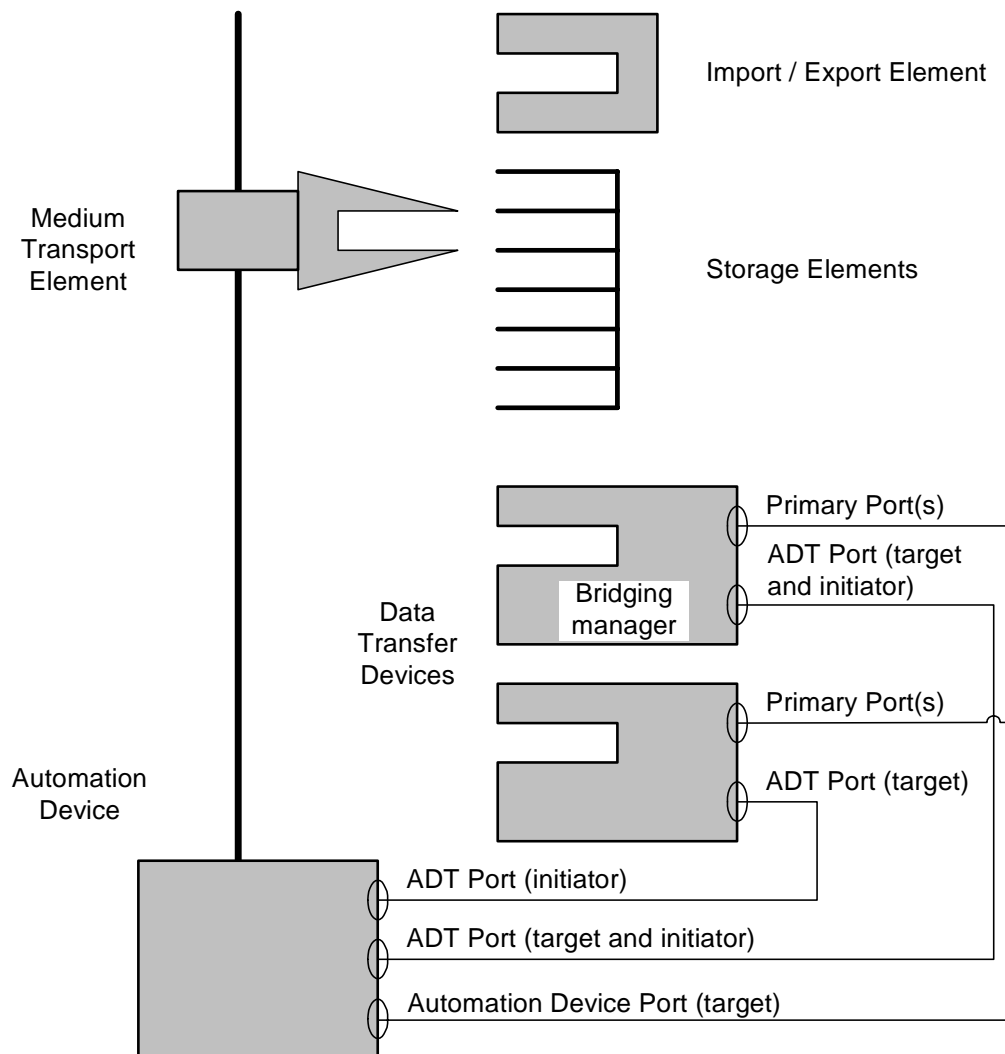 Import / Export Element
Medium
Transport
Element
Storage Elements
Primary Port(s)
ADT Port (target
and initiator)
Bridging
manager
Data
Transfer
Devices
Primary Port(s)
ADT Port (target)
Automation
Device
ADT Port (initiator)
ADT Port (target and initiator)
Automation Device Port (target)